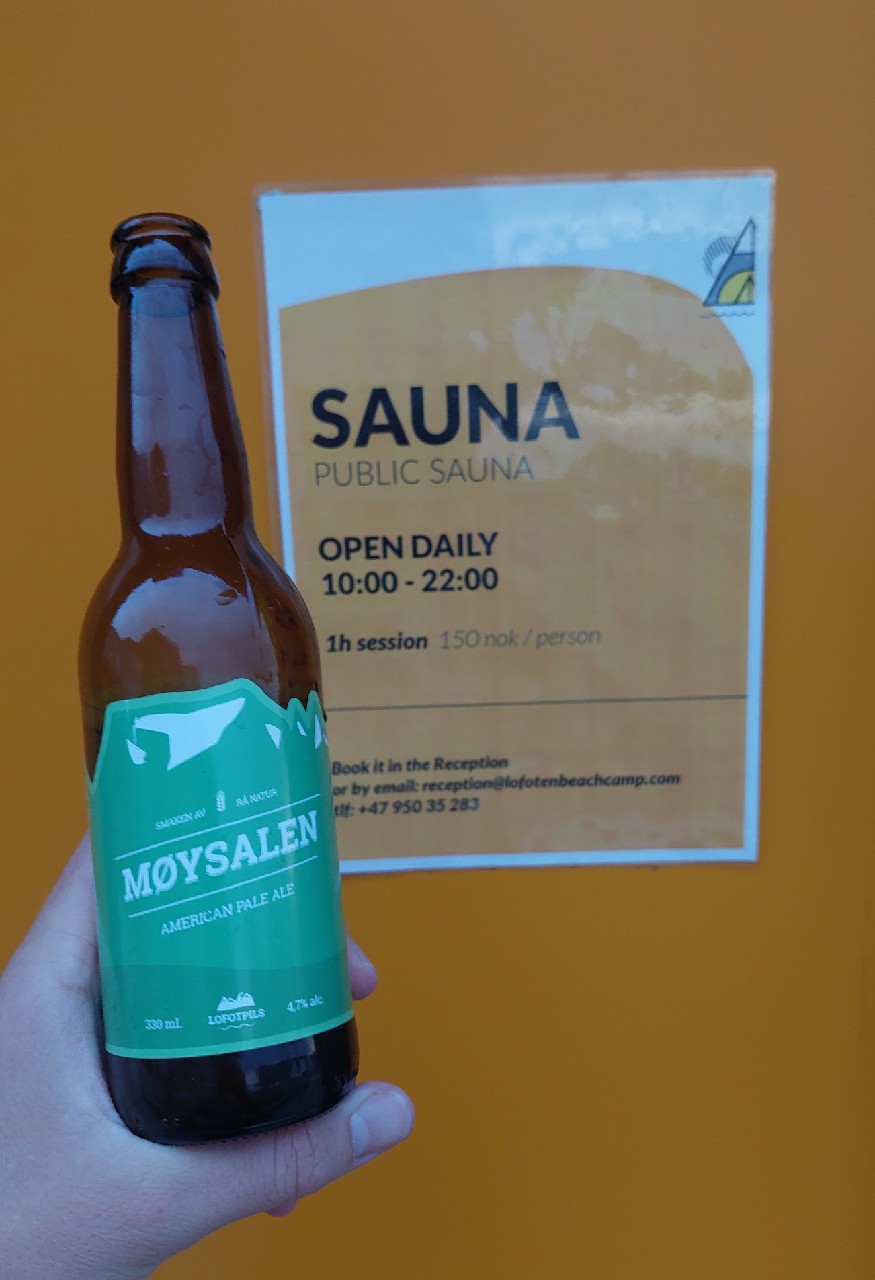 SAUNA
PUBLIC SAUNA
OPEN DAILY
10:00 - 22:00
1h session 150 nok / person
Book it in the Reception
or by email: reception@lofotenbeachcamp.com
tlf: +47 950 35 283
SMAKEN AV RÅ NATUR
MØYSALEN
AMERICAN PALE ALE
330 ml.
LOFOTPILS
4,7% alc